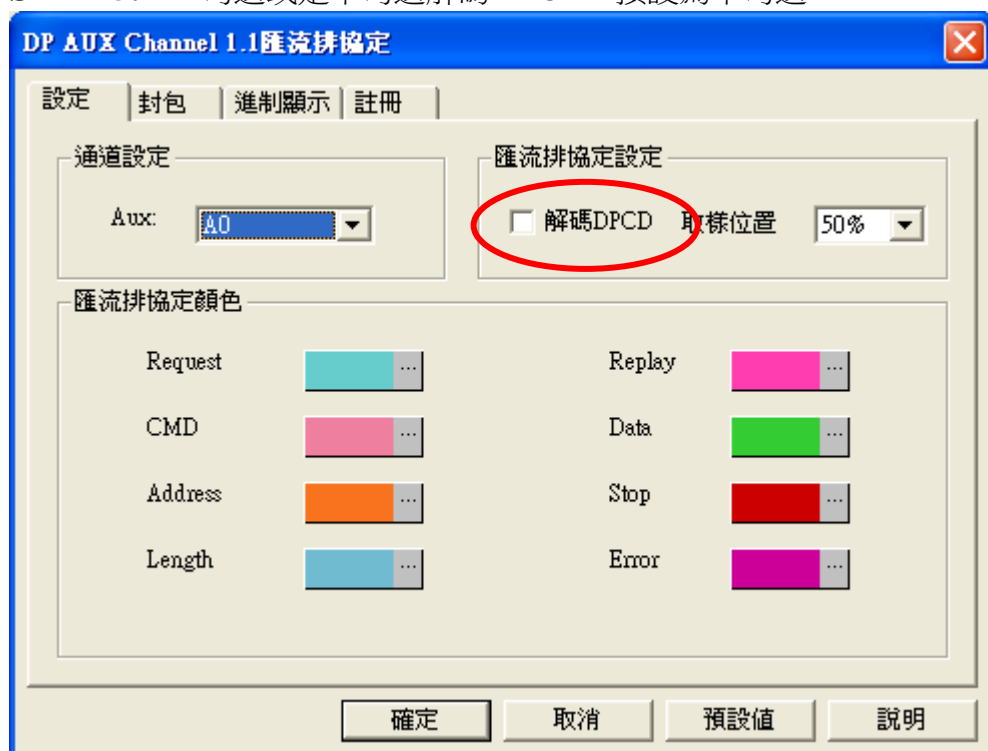 DP AUX Channel 1.1匯流排協定
設定 封包 進制顯示 註冊
通道設定
Aux: A0
匯流排協定設定
解碼DPCD 取樣位置 50%
匯流排協定顏色
Request ... Replay ...
CMD ... Data ...
Address ... Stop ...
Length ... Error ...
確定 取消 預設值 說明